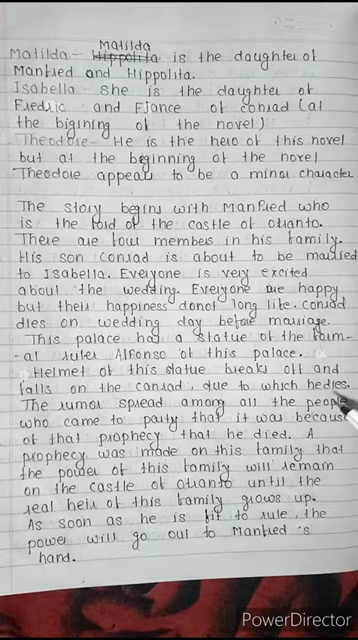 Matilda
Matilda - Hippolita is the daughter of
Manfied and Hippolita.
Isabella - she is the daughter of
Fredric and Fiance of conrad (at
the bigining of the novel)
Theodore - He is the hero of this novel
but at the beginning of the novel
Theodore appears to be a minor character
The story begins with Manfred who
is the lord of the castle of otranto.
There are four members in his family.
His son conrad is about to be married
to Isabella. Everyone is very excited
about the wedding. Everyone are happy
but their happiness donot long life. conrad
dies on wedding day before marriage.
This palace has a statue of the form-
al ruler Alfonso of this palace.
Helmet of this statue breaks off and
falls on the conrad, due to which he dies.
The rumor spread among all the people
who came to party that it was because
of that prophecy that he died. A
prophecy was made on this family that
the power of this family will remain
on the castle of otranto until the
real heir of this family grows up.
As soon as he is fit to rule, the
power will go out to Manfred's
hand.
PowerDirector